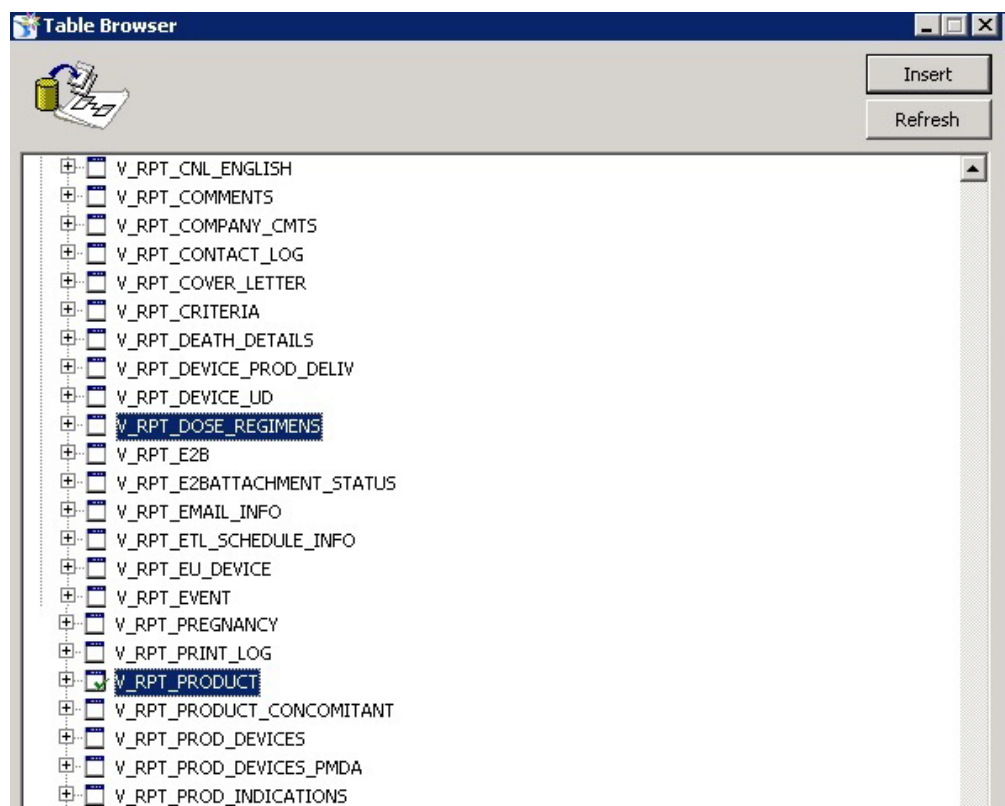 Table Browser
Insert
Refresh
V_RPT_CNL_ENGLISH
V_RPT_COMMENTS
V_RPT_COMPANY_CMTS
V_RPT_CONTACT_LOG
V_RPT_COVER_LETTER
V_RPT_CRITERIA
V_RPT_DEATH_DETAILS
V_RPT_DEVICE_PROD_DELIV
V_RPT_DEVICE_UD
V_RPT_DOSE_REGIMENS
V_RPT_E2B
V_RPT_E2BATTACHMENT_STATUS
V_RPT_EMAIL_INFO
V_RPT_ETL_SCHEDULE_INFO
V_RPT_EU_DEVICE
V_RPT_EVENT
V_RPT_PREGNANCY
V_RPT_PRINT_LOG
V_RPT_PRODUCT
V_RPT_PRODUCT_CONCOMITANT
V_RPT_PROD_DEVICES
V_RPT_PROD_DEVICES_PMDA
V_RPT_PROD_INDICATIONS